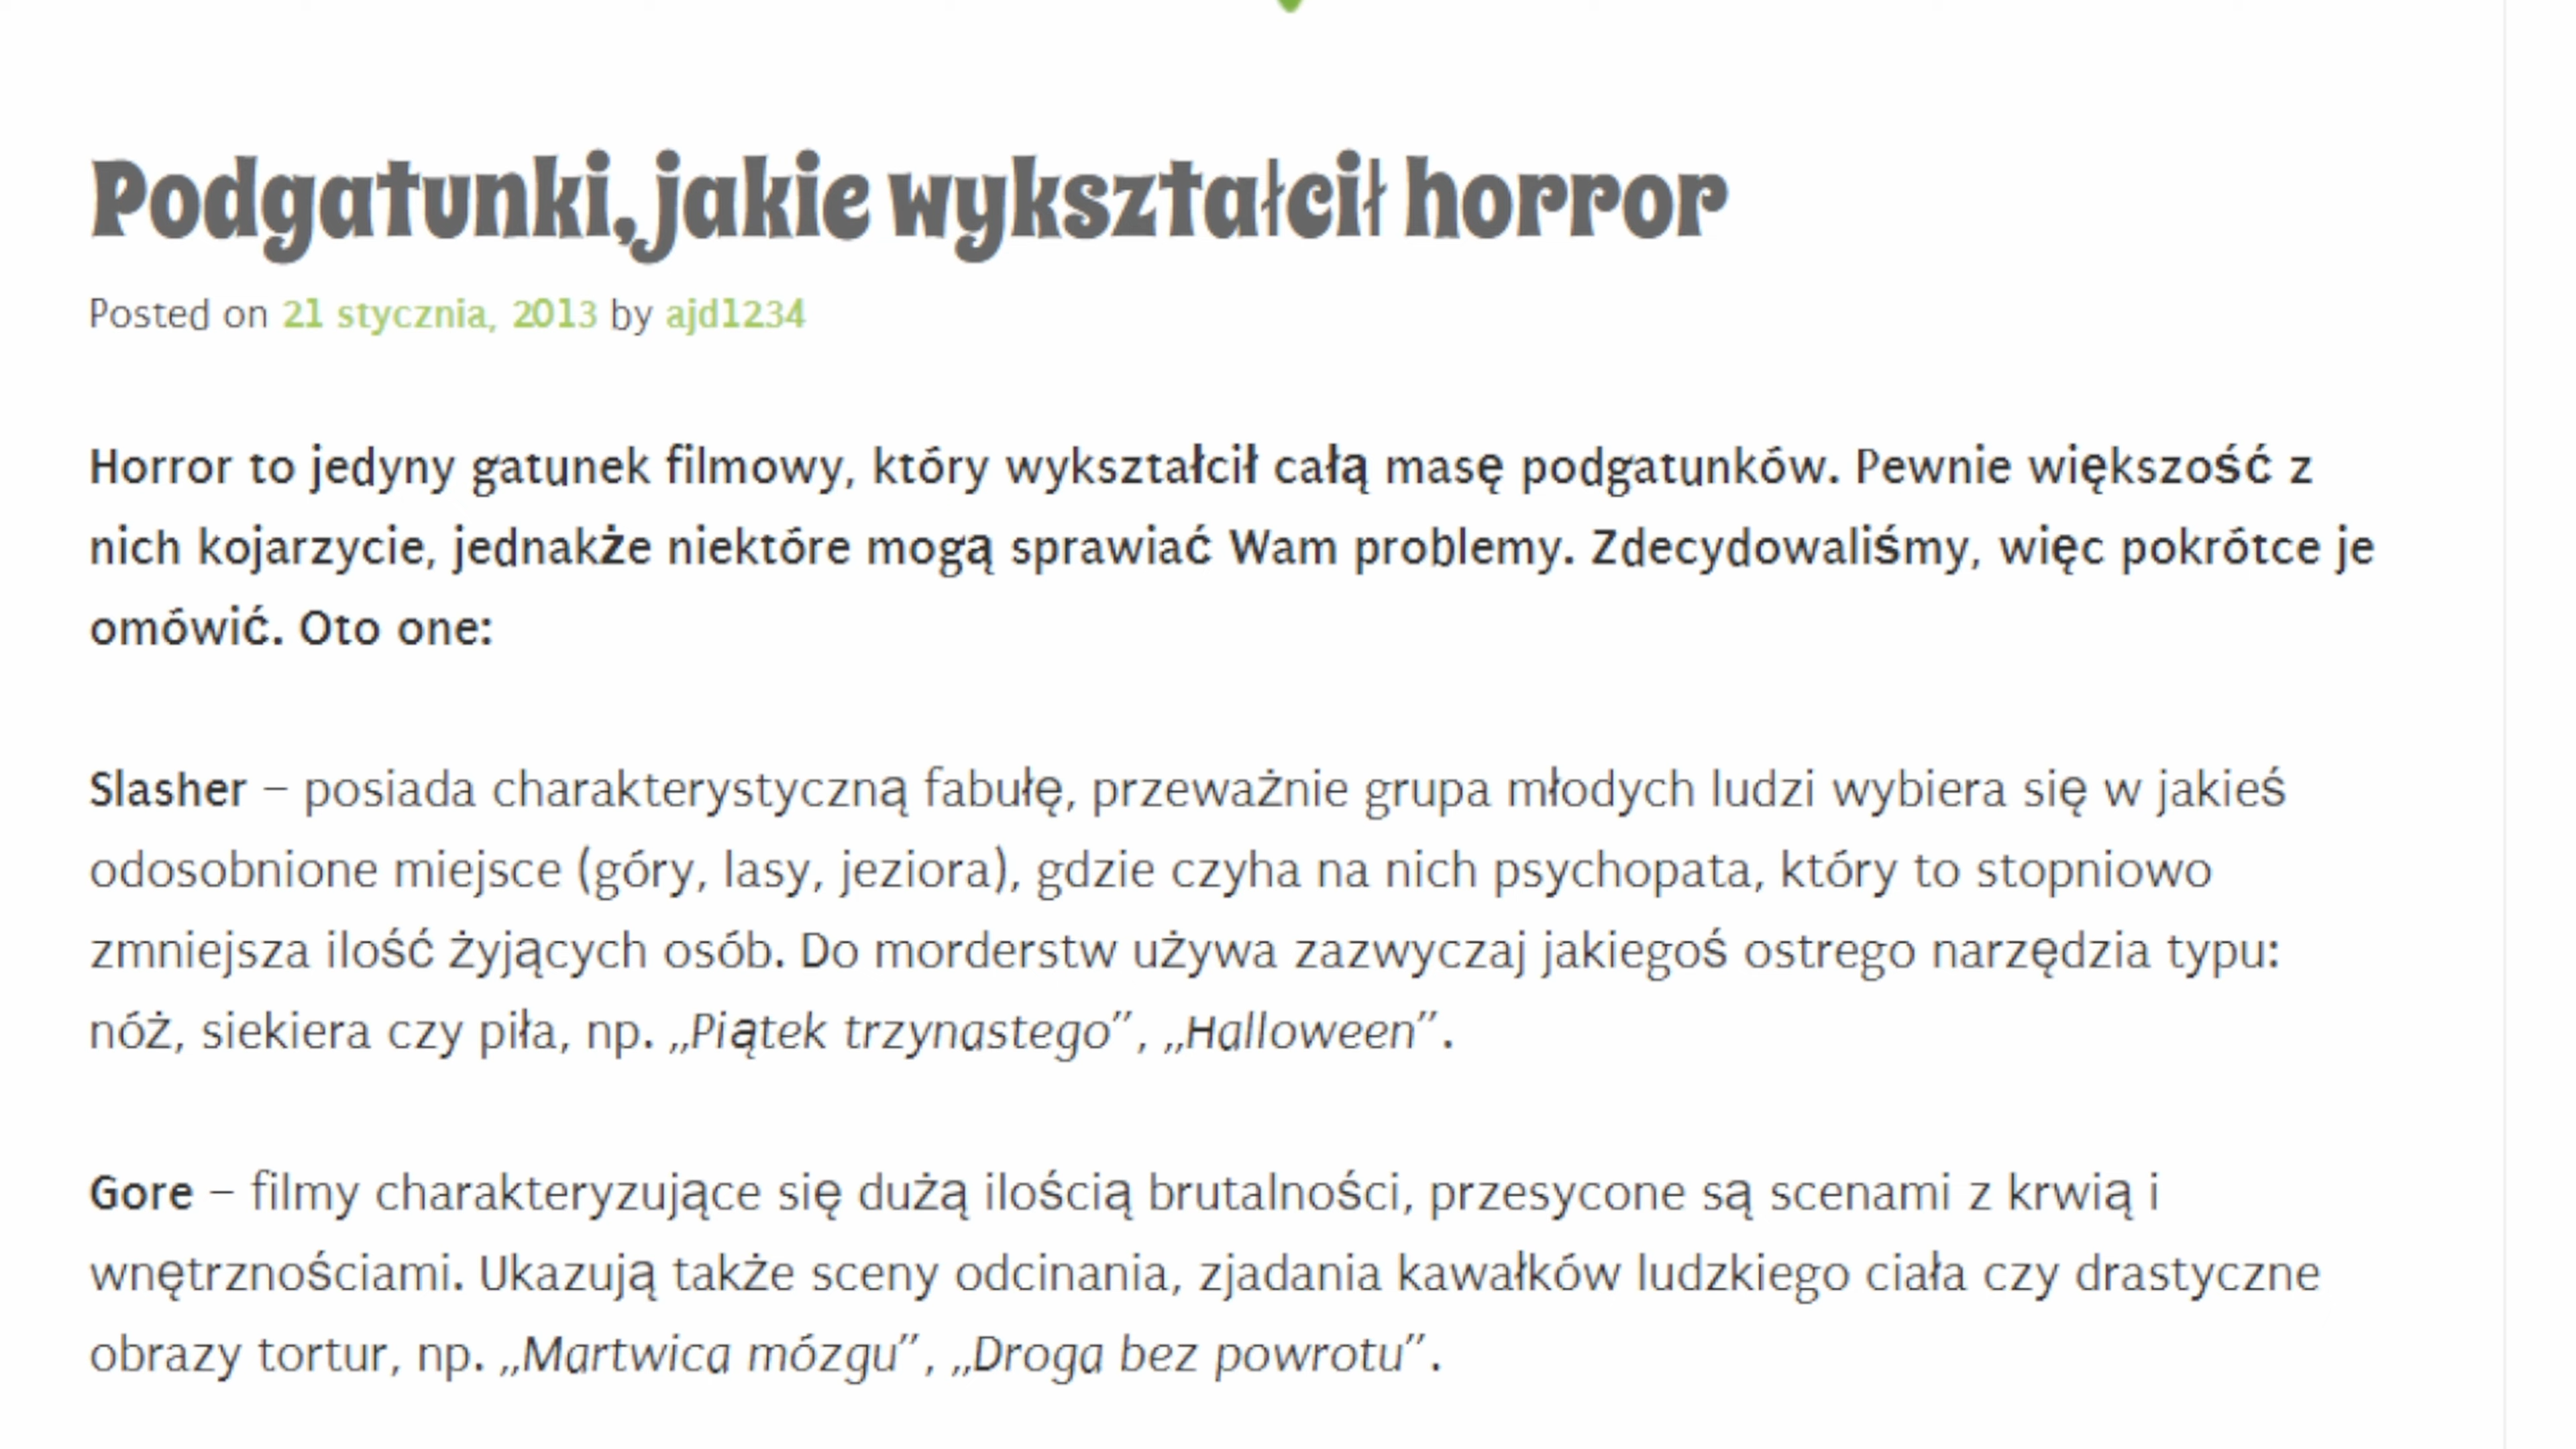 Podgatunki, jakie wykształcił horror
Posted on 21 stycznia, 2013 by ajd1234
Horror to jedyny gatunek filmowy, który wykształcił całą masę podgatunków. Pewnie większość z
nich kojarzycie, jednakże niektóre mogą sprawiać Wam problemy. Zdecydowaliśmy, więc pokrótce je
omówić. Oto one:
Slasher – posiada charakterystyczną fabułę, przeważnie grupa młodych ludzi wybiera się w jakieś
odosobnione miejsce (góry, lasy, jeziora), gdzie czyha na nich psychopata, który to stopniowo
zmniejsza ilość żyjących osób. Do morderstw używa zazwyczaj jakiegoś ostrego narzędzia typu:
nóż, siekiera czy piła, np. „Piątek trzynastego”, „Halloween”.
Gore – filmy charakteryzujące się dużą ilością brutalności, przesycone są scenami z krwią i
wnętrznościami. Ukazują także sceny odcinania, zjadania kawałków ludzkiego ciała czy drastyczne
obrazy tortur, np. „Martwica mózgu”, „Droga bez powrotu”.